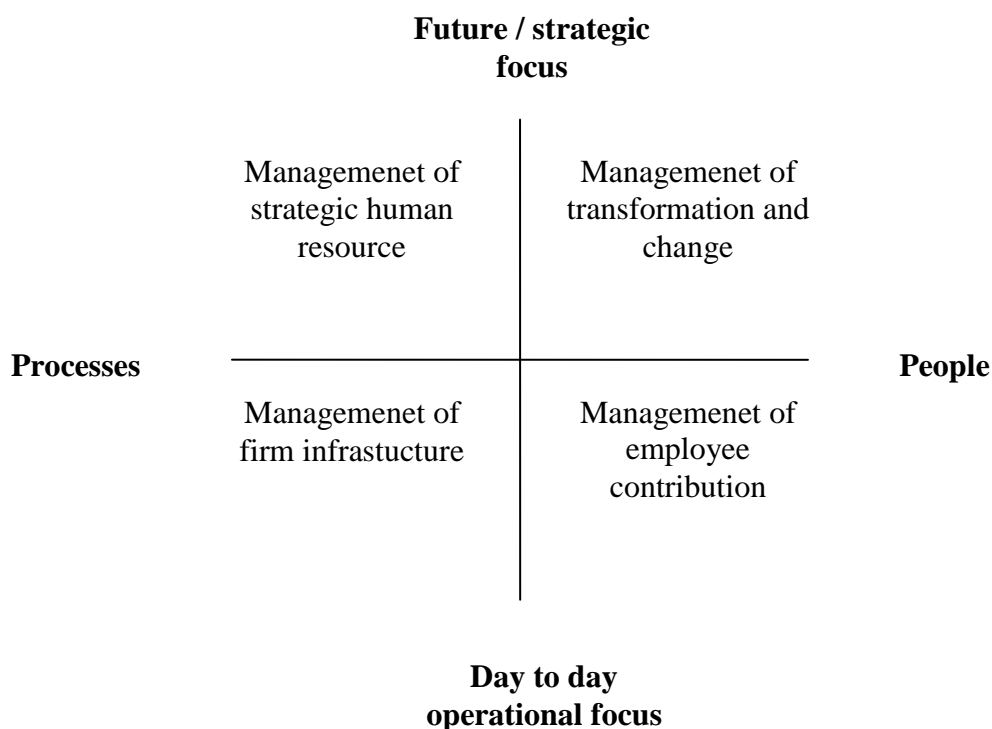 Future / strategic
focus
Managemenet of
strategic human
resource
Managemenet of
transformation and
change
Processes
People
Managemenet of
firm infrastucture
Managemenet of
employee
contribution
Day to day
operational focus